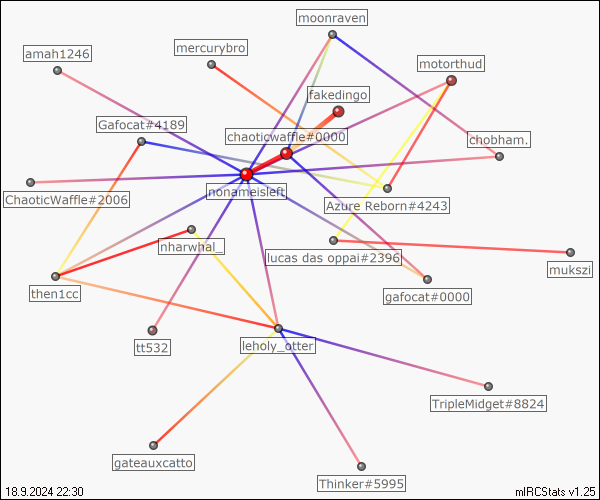 moonraven
mercurybro
amah1246
motorthud
fakedingo
Gafocat#4189
chaoticwaffle#0000
chobham.
nonameisleft
ChaoticWaffle#2006
Azure Reborn#4243
nharwhal_
lucas das oppai#2396
mukszi
then1cc
gafocat#0000
tt532
leholy_otter
TripleMidget#8824
gateauxcatto
Thinker#5995
18.9.2024 22:30
mIRCStats v1.25